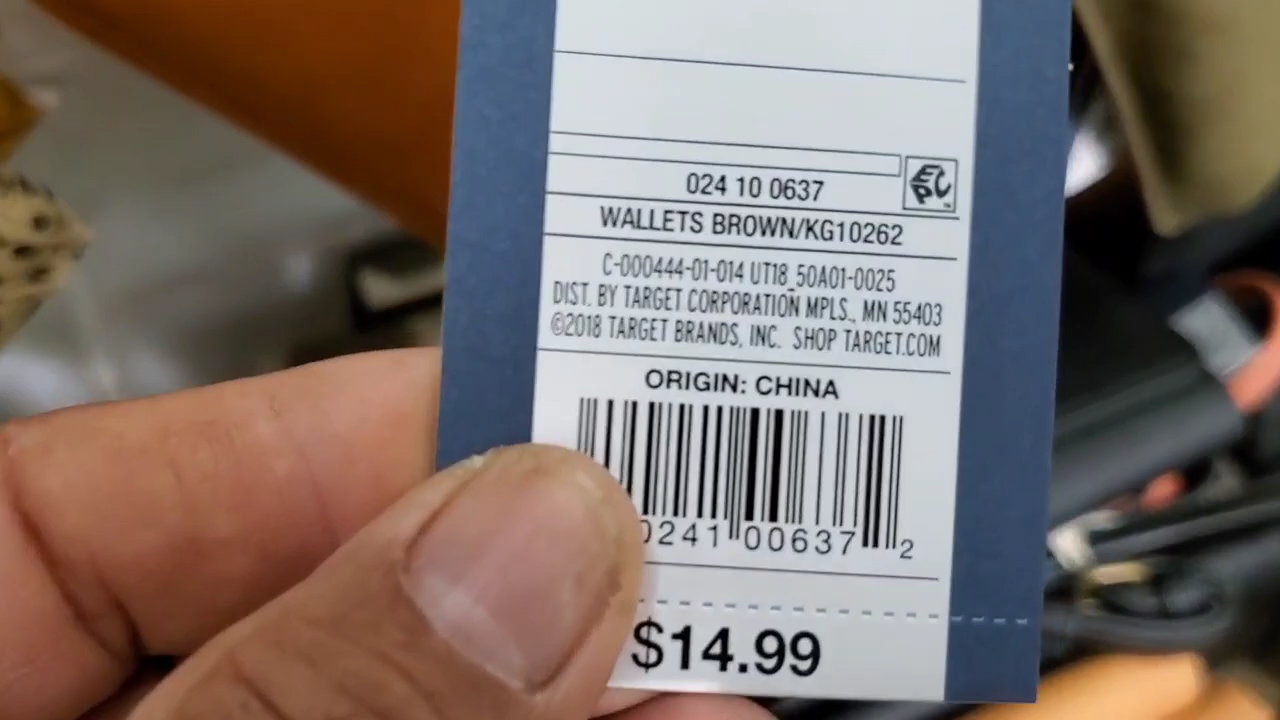 EPC™
024 10 0637
WALLETS BROWN/KG10262
C-000444-01-014 UT18_50A01-0025
DIST. BY TARGET CORPORATION MPLS., MN 55403
©2018 TARGET BRANDS, INC. SHOP TARGET.COM
ORIGIN: CHINA
0241 00637 2
$14.99